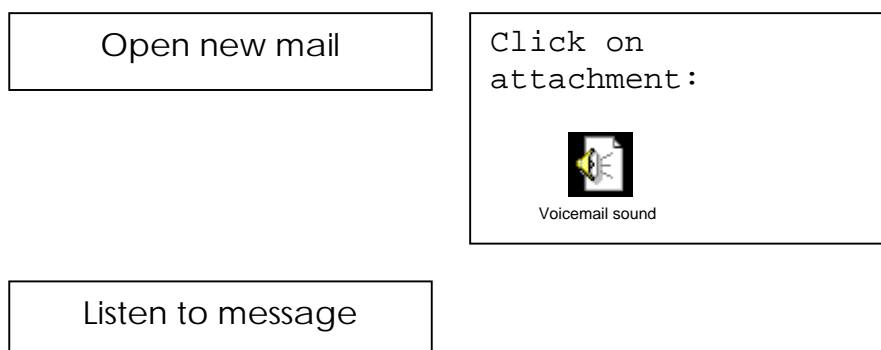 Open new mail
Click on
attachment:
Voicemail sound
Listen to message